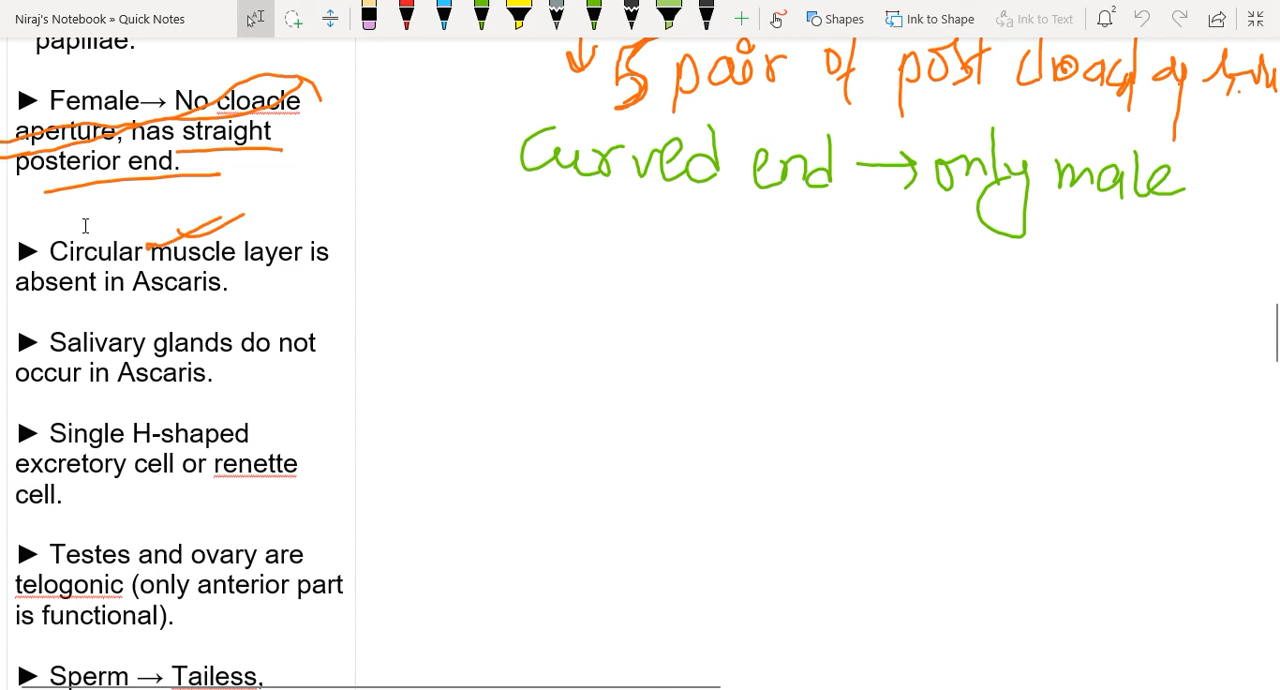 Niraj's Notebook » Quick Notes
Shapes
Ink to Shape
Ink to Text
2
papillae.
► Female→ No cloacle
aperture, has straight
posterior end.
► Circular muscle layer is
absent in Ascaris.
► Salivary glands do not
occur in Ascaris.
► Single H-shaped
excretory cell or renette
cell.
► Testes and ovary are
telogonic (only anterior part
is functional).
► Sperm → Tailess,
↓ 5 pair of post
Curved end → only male